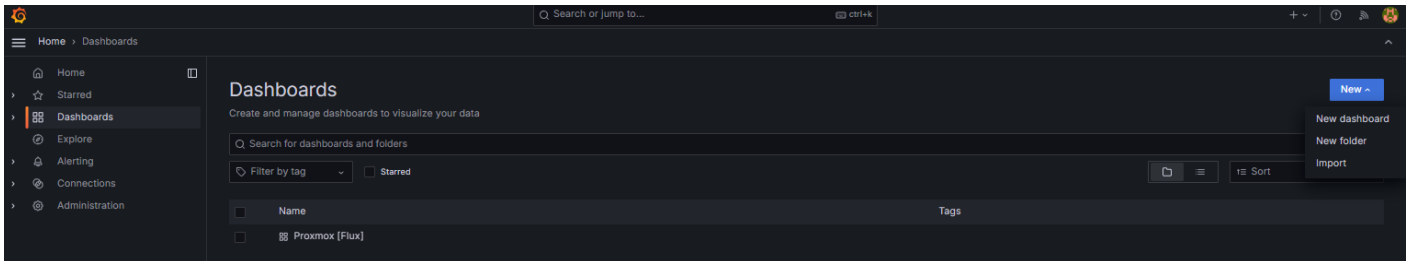 Search or jump to... ctrl+k
Home › Dashboards
Home
Starred
Dashboards
Explore
Alerting
Connections
Administration
Dashboards
Create and manage dashboards to visualize your data
New
New dashboard
New folder
Import
Search for dashboards and folders
Filter by tag Starred Sort
Name Tags
Proxmox [Flux]